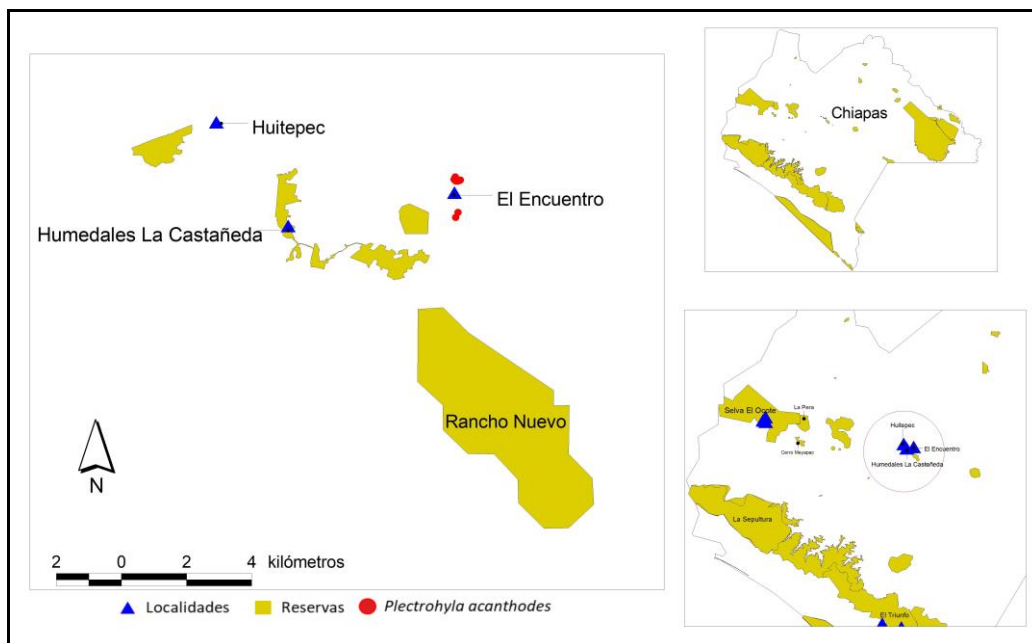 Huitepec
El Encuentro
Humedales La Castañeda
Rancho Nuevo
N
2 0 2 4 kilómetros
Localidades Reservas Plectrohyla acanthodes
Chiapas
Selva El Ocote
La Pera
Cerro Meyapac
Huitepec
El Encuentro
Humedales La Castañeda
La Sepultura
El Triunfo